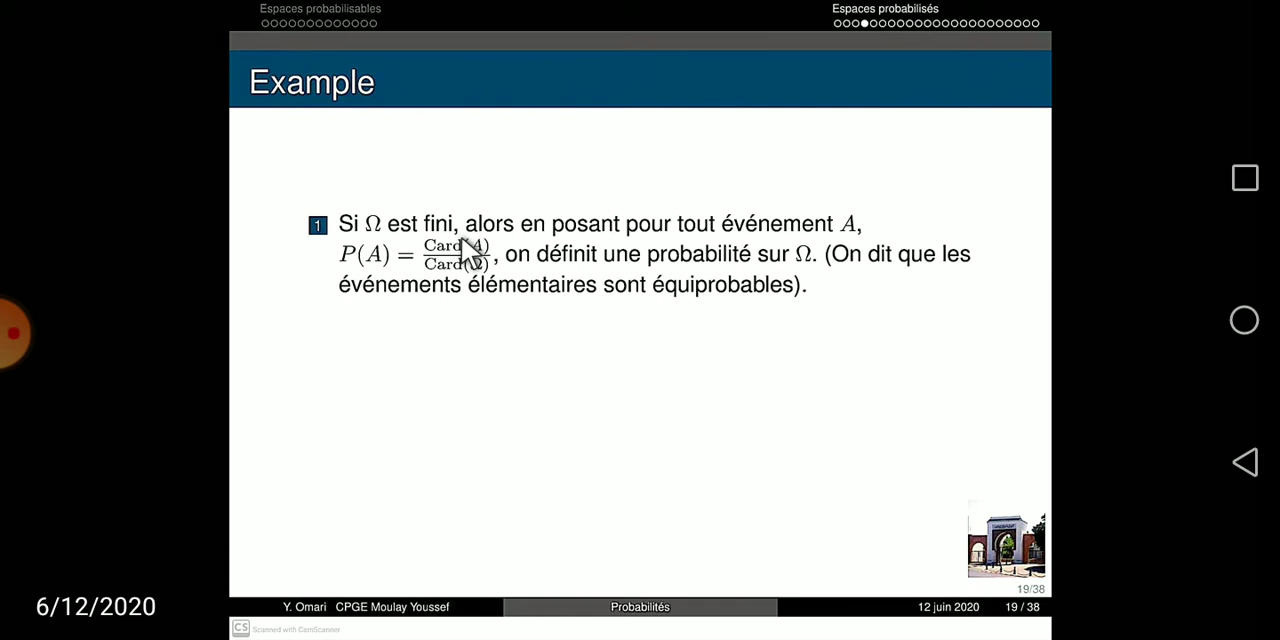 Espaces probabilisables
Espaces probabilisés
Example
1 Si Ω est fini, alors en posant pour tout événement A,
P(A) = Card(A)/Card(Ω), on définit une probabilité sur Ω. (On dit que les
événements élémentaires sont équiprobables).
19/38
Y. Omari CPGE Moulay Youssef
Probabilités
12 juin 2020
19 / 38
6/12/2020
CS Scanned with CamScanner